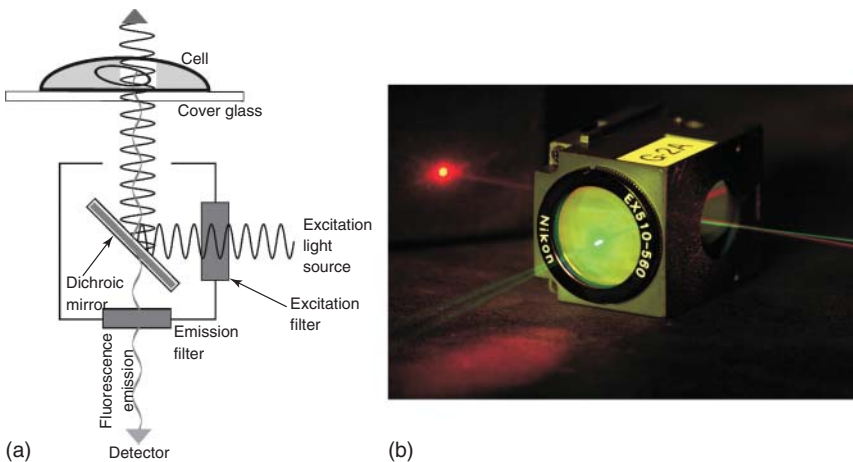 Cell
Cover glass
Excitation
light
source
Dichroic
mirror
Excitation
filter
Emission
filter
Fluorescence
emission
Detector
(a)
G-2A
EX510-560
Nikon
(b)